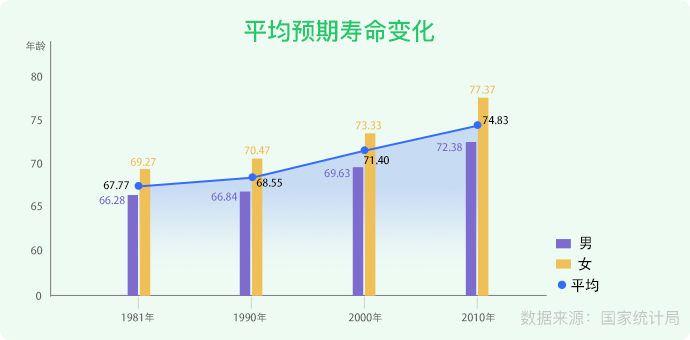 平均预期寿命变化
年龄
80
75
70
65
60
0
67.77
66.28
69.27
66.84
70.47
68.55
69.63
73.33
71.40
72.38
77.37
74.83
1981年
1990年
2000年
2010年
男
女
平均
数据来源：国家统计局